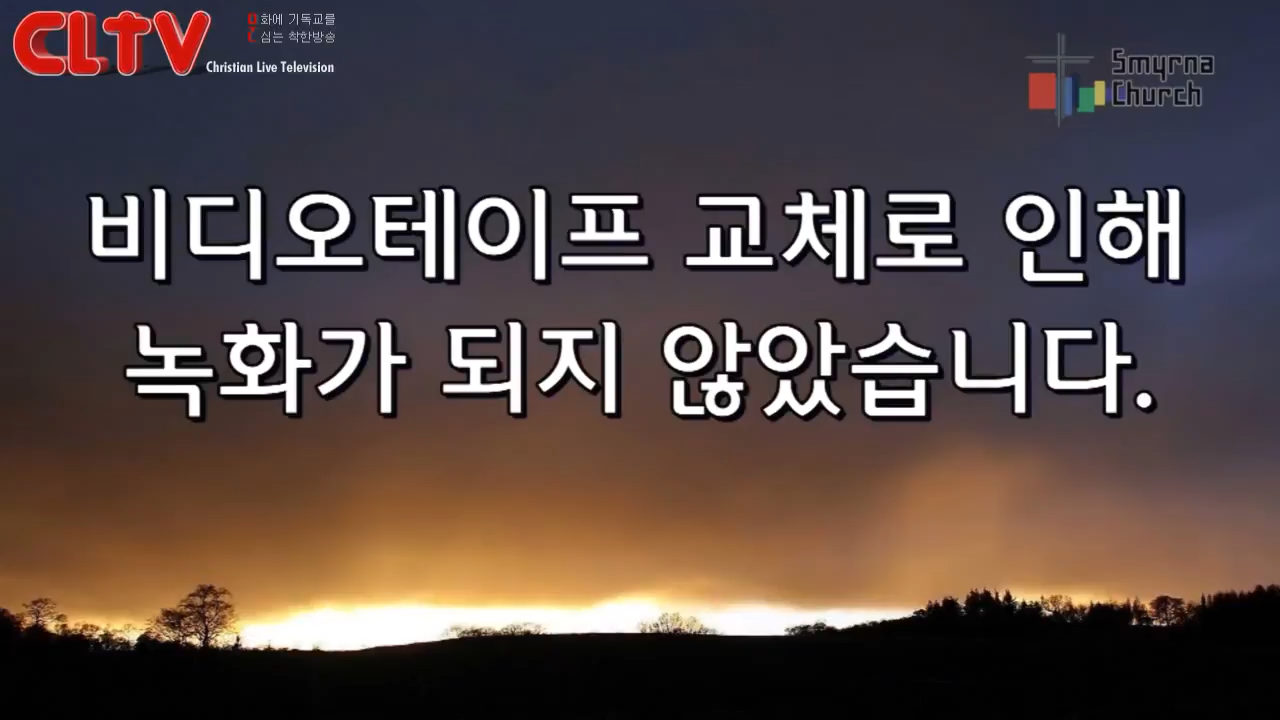 CLTV
문화에 기독교를
심는 착한방송
Christian Live Television
Smyrna
Church
비디오테이프 교체로 인해
녹화가 되지 않았습니다.